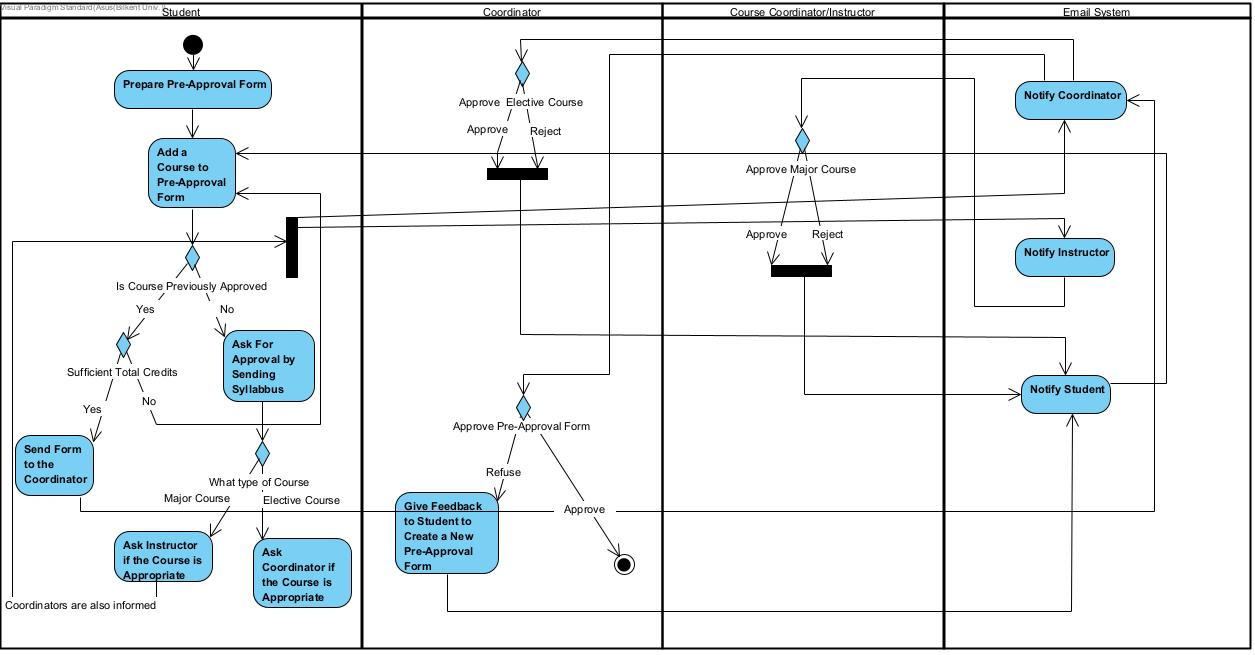 Visual Paradigm Standard(Asus(Bilkent Univ.))
Student
Coordinator
Course Coordinator/Instructor
Email System
Prepare Pre-Approval Form
Add a
Course to
Pre-Approval
Form
Is Course Previously Approved
Yes
No
Sufficient Total Credits
Yes
No
Ask For
Approval by
Sending
Syllabbus
Send Form
to the
Coordinator
What type of Course
Major Course
Elective Course
Ask Instructor
if the Course is
Appropriate
Ask
Coordinator if
the Course is
Appropriate
Coordinators are also informed
Approve Elective Course
Approve
Reject
Approve Pre-Approval Form
Refuse
Approve
Give Feedback
to Student to
Create a New
Pre-Approval
Form
Approve Major Course
Approve
Reject
Notify Coordinator
Notify Instructor
Notify Student